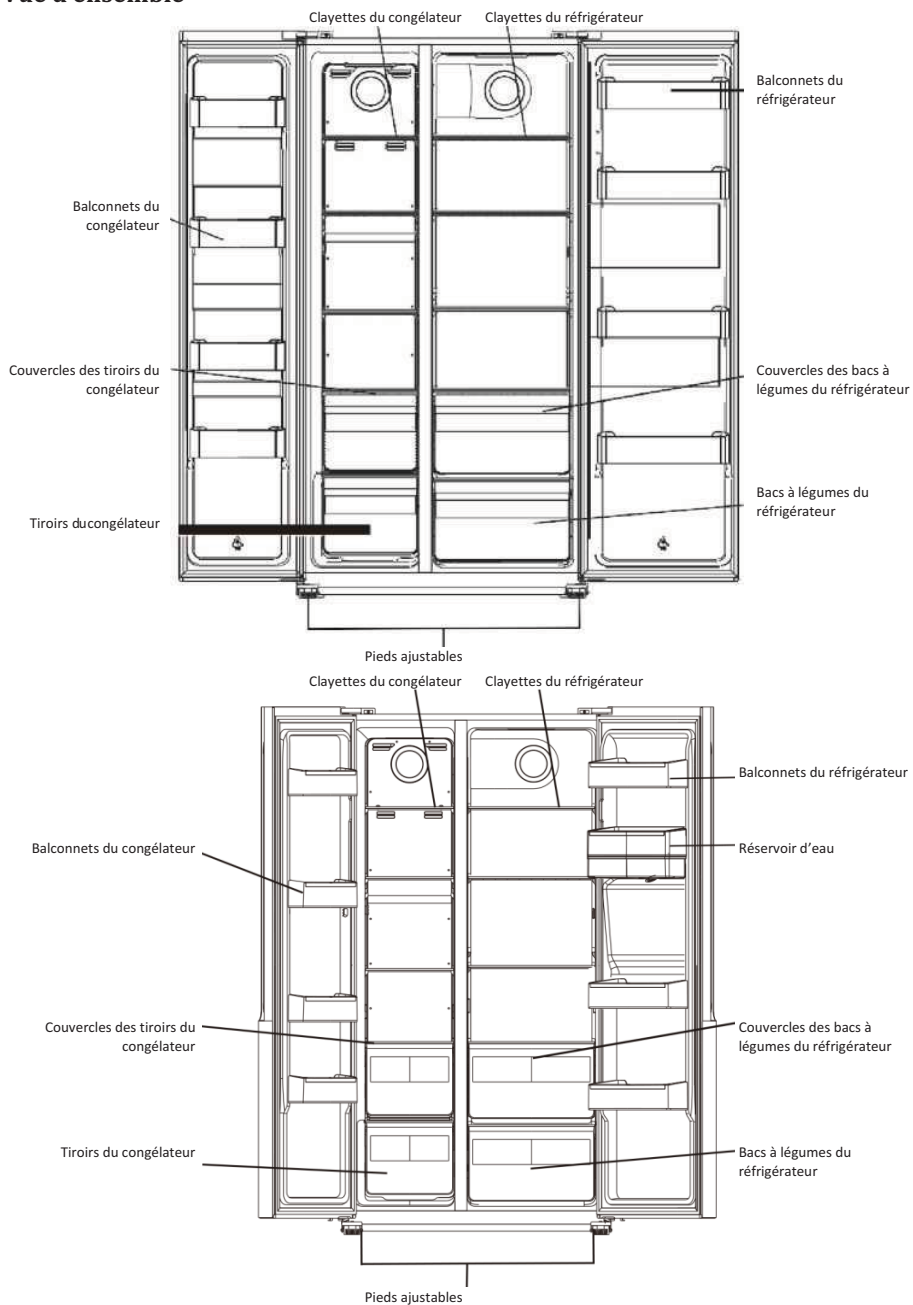 Clayettes du congélateur
Clayettes du réfrigérateur
Balconnets du
réfrigérateur
Balconnets du
congélateur
Couvercles des tiroirs du
congélateur
Couvercles des bacs à
légumes du réfrigérateur
Bacs à légumes du
réfrigérateur
Tiroirs ducongélateur
Pieds ajustables
Clayettes du congélateur
Clayettes du réfrigérateur
Balconnets du réfrigérateur
Balconnets du congélateur
Réservoir d'eau
Couvercles des tiroirs du
congélateur
Couvercles des bacs à
légumes du réfrigérateur
Tiroirs du congélateur
Bacs à légumes du
réfrigérateur
Pieds ajustables